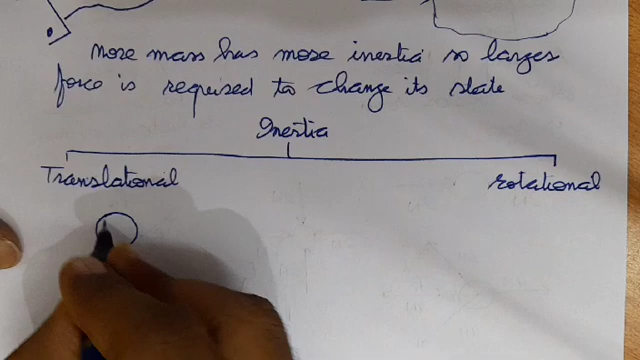 more mass has more inertia so larger
force is required to change its state
Inertia
Translational rotational